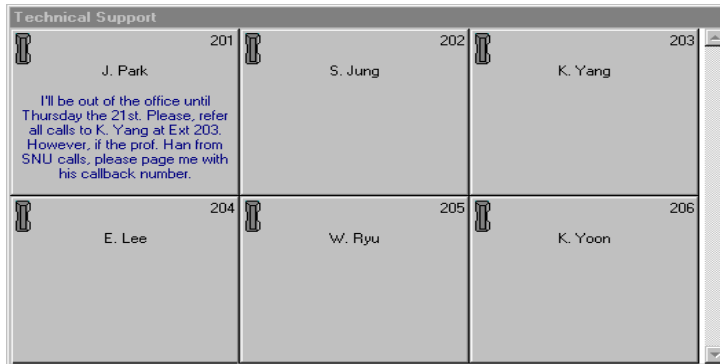 Technical Support
201
J. Park
I'll be out of the office until
Thursday the 21st. Please, refer
all calls to K. Yang at Ext 203.
However, if the prof. Han from
SNU calls, please page me with
his callback number.
202
S. Jung
203
K. Yang
204
E. Lee
205
W. Ryu
206
K. Yoon